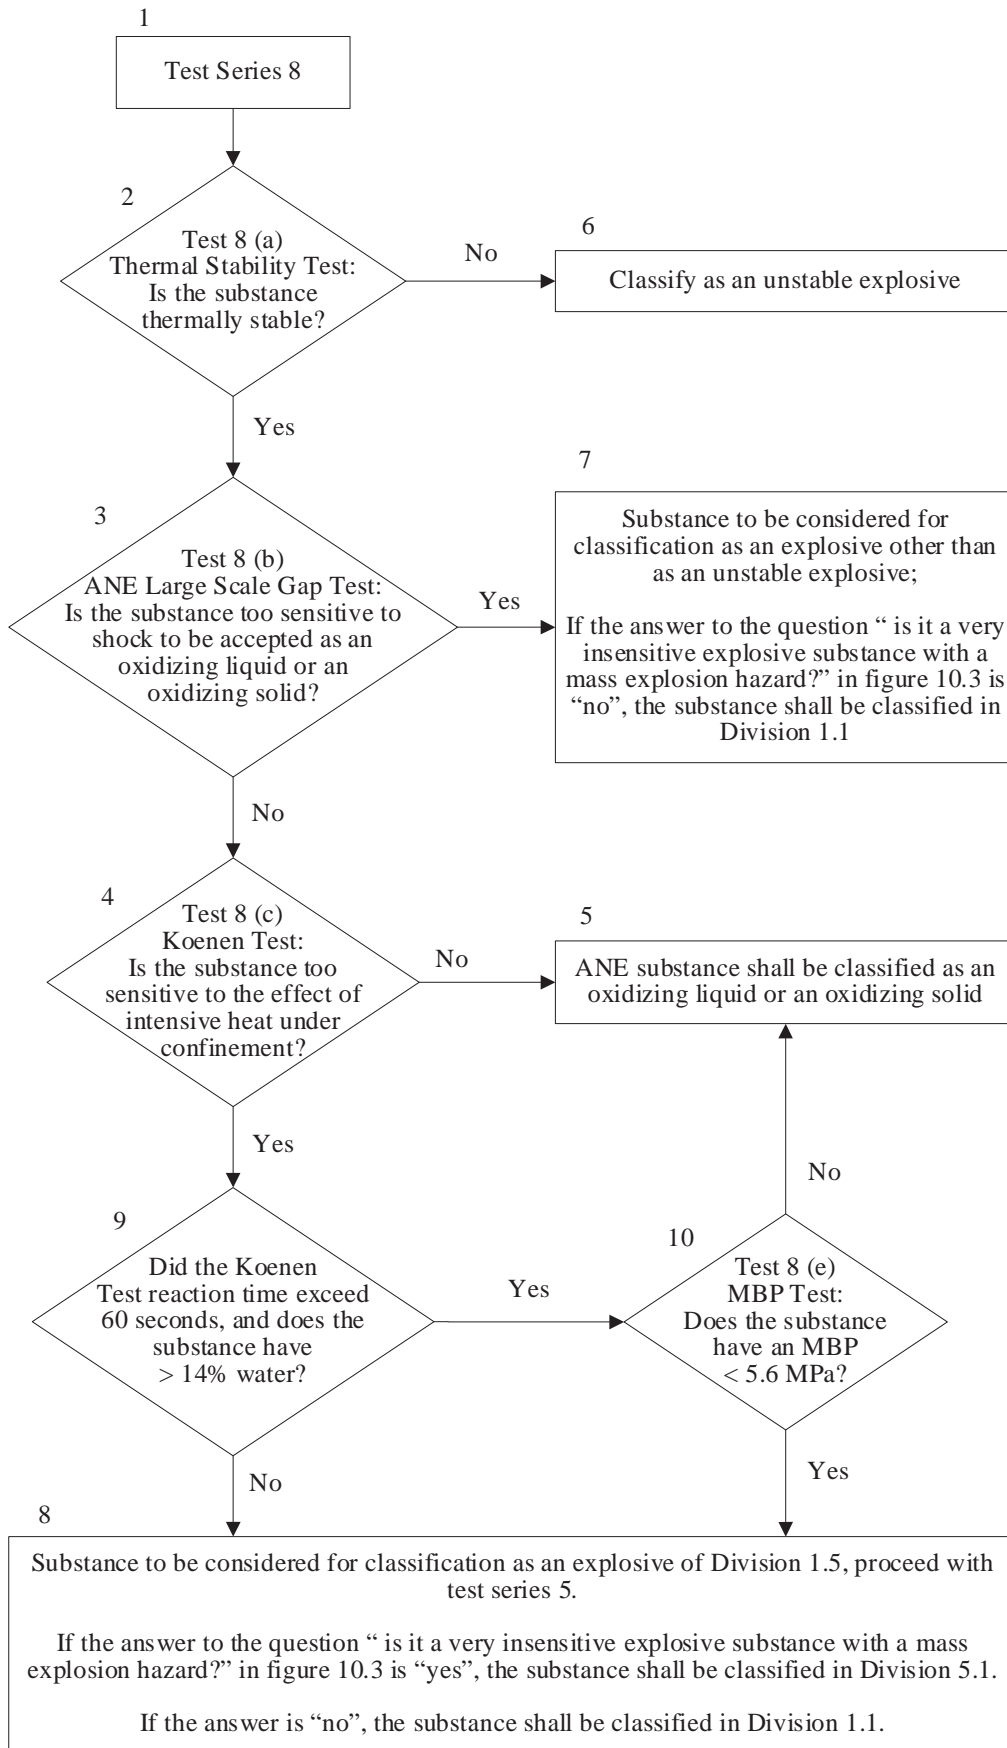 1
Test Series 8
2
Test 8 (a)
Thermal Stability Test:
Is the substance
thermally stable?
No
6
Classify as an unstable explosive
Yes
3
Test 8 (b)
ANE Large Scale Gap Test:
Is the substance too sensitive to
shock to be accepted as an
oxidizing liquid or an
oxidizing solid?
Yes
7
Substance to be considered for
classification as an explosive other than
as an unstable explosive;
If the answer to the question “ is it a very
insensitive explosive substance with a
mass explosion hazard?” in figure 10.3 is
“no”, the substance shall be classified in
Division 1.1
No
4
Test 8 (c)
Koenen Test:
Is the substance too
sensitive to the effect of
intensive heat under
confinement?
No
5
ANE substance shall be classified as an
oxidizing liquid or an oxidizing solid
Yes
No
9
Did the Koenen
Test reaction time exceed
60 seconds, and does the
substance have
> 14% water?
Yes
10
Test 8 (e)
MBP Test:
Does the substance
have an MBP
< 5.6 MPa?
No
Yes
8
Substance to be considered for classification as an explosive of Division 1.5, proceed with
test series 5.
If the answer to the question “ is it a very insensitive explosive substance with a mass
explosion hazard?” in figure 10.3 is “yes”, the substance shall be classified in Division 5.1.
If the answer is “no”, the substance shall be classified in Division 1.1.